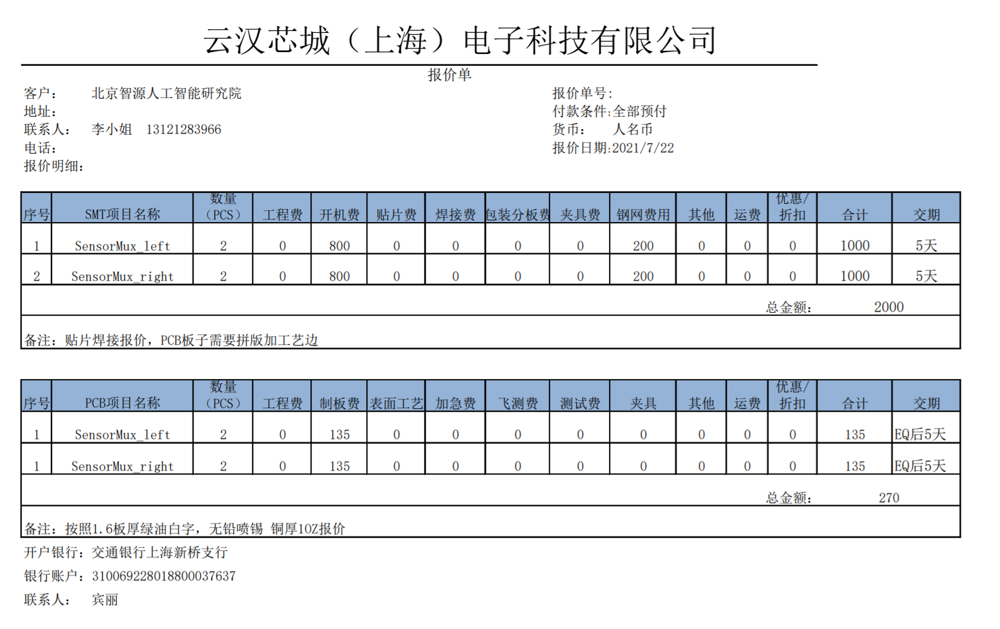 云汉芯城（上海）电子科技有限公司
报价单
客户： 北京智源人工智能研究院 报价单号:
地址： 付款条件:全部预付
联系人： 李小姐 13121283966 货币： 人名币
电话： 报价日期:2021/7/22
报价明细：
序号 SMT项目名称 数量（PCS） 工程费 开机费 贴片费 焊接费 包装分板费 夹具费 钢网费用 其他 运费 优惠/折扣 合计 交期
1 SensorMux_left 2 0 800 0 0 0 0 200 0 0 0 1000 5天
2 SensorMux_right 2 0 800 0 0 0 0 200 0 0 0 1000 5天
总金额： 2000
备注：贴片焊接报价，PCB板子需要拼版加工艺边
序号 PCB项目名称 数量（PCS） 工程费 制板费 表面工艺 加急费 飞测费 测试费 夹具 其他 运费 优惠/折扣 合计 交期
1 SensorMux_left 2 0 135 0 0 0 0 0 0 0 0 135 EQ后5天
1 SensorMux_right 2 0 135 0 0 0 0 0 0 0 0 135 EQ后5天
总金额： 270
备注：按照1.6板厚绿油白字，无铅喷锡 铜厚1OZ报价
开户银行：交通银行上海新桥支行
银行账户：310069228018800037637
联系人： 宾丽